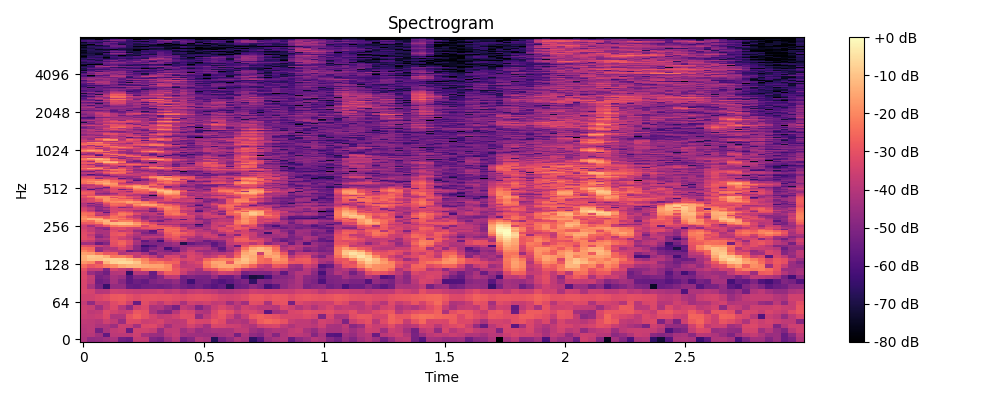 Spectrogram
Hz
4096
2048
1024
512
256
128
64
0
0
0.5
1
1.5
2
2.5
Time
+0 dB
-10 dB
-20 dB
-30 dB
-40 dB
-50 dB
-60 dB
-70 dB
-80 dB